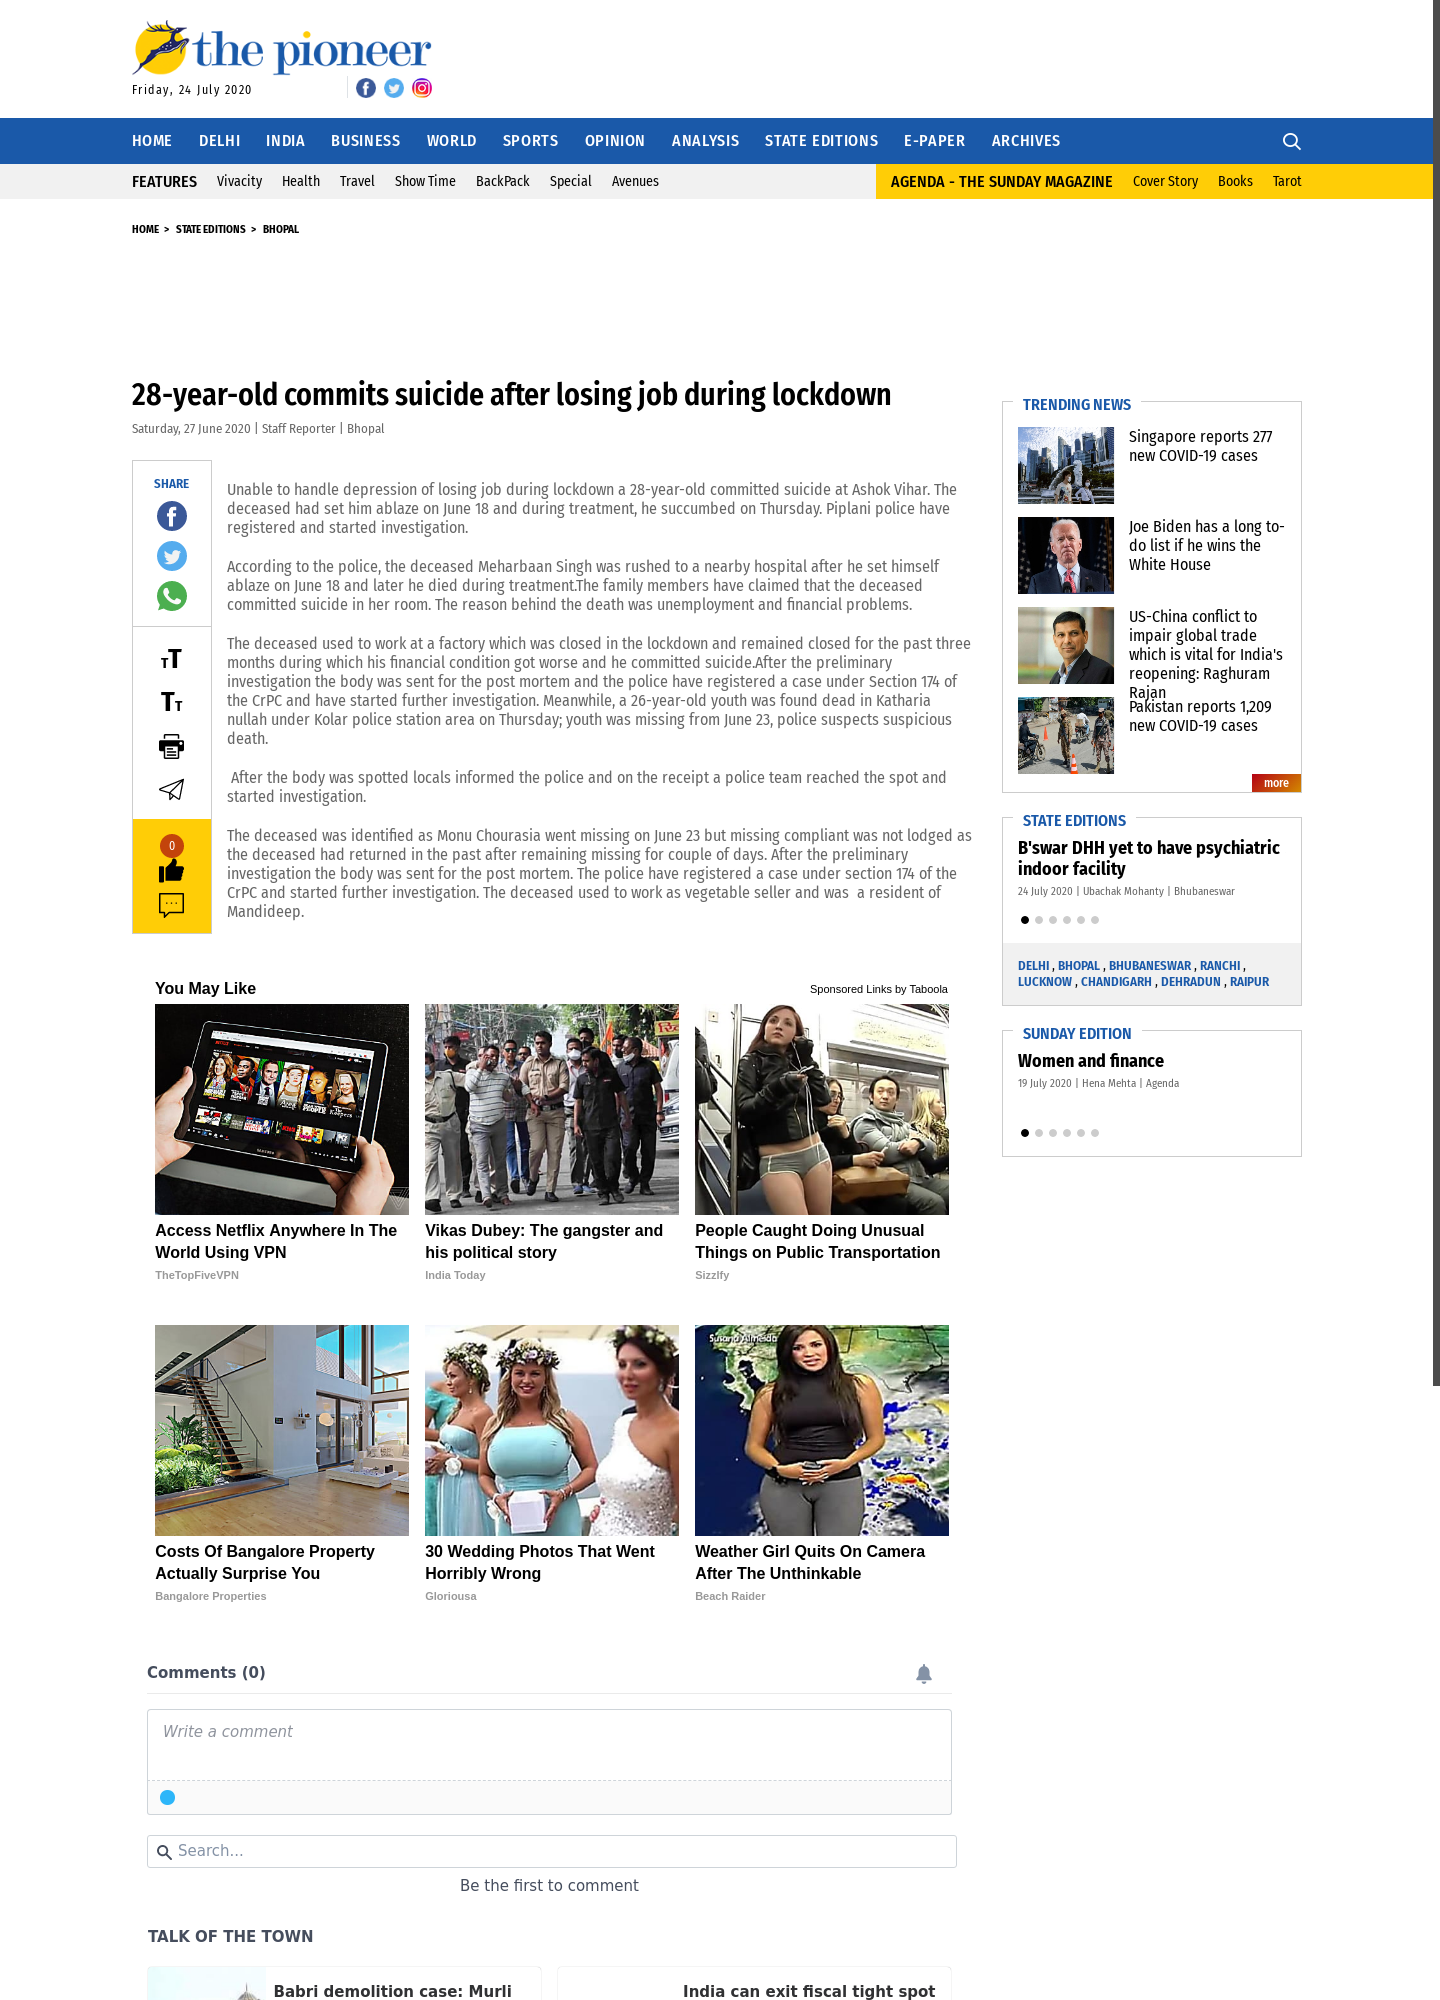 the pioneer
Friday, 24 July 2020
HOME DELHI INDIA BUSINESS WORLD SPORTS OPINION ANALYSIS STATE EDITIONS E-PAPER ARCHIVES
FEATURES Vivacity Health Travel Show Time BackPack Special Avenues
AGENDA - THE SUNDAY MAGAZINE Cover Story Books Tarot
HOME > STATE EDITIONS > BHOPAL
28-year-old commits suicide after losing job during lockdown
Saturday, 27 June 2020 | Staff Reporter | Bhopal
SHARE
TT
TT
0
Unable to handle depression of losing job during lockdown a 28-year-old committed suicide at Ashok Vihar. The
deceased had set him ablaze on June 18 and during treatment, he succumbed on Thursday. Piplani police have
registered and started investigation.
According to the police, the deceased Meharbaan Singh was rushed to a nearby hospital after he set himself
ablaze on June 18 and later he died during treatment.The family members have claimed that the deceased
committed suicide in her room. The reason behind the death was unemployment and financial problems.
The deceased used to work at a factory which was closed in the lockdown and remained closed for the past three
months during which his financial condition got worse and he committed suicide.After the preliminary
investigation the body was sent for the post mortem and the police have registered a case under Section 174 of
the CrPC and have started further investigation. Meanwhile, a 26-year-old youth was found dead in Katharia
nullah under Kolar police station area on Thursday; youth was missing from June 23, police suspects suspicious
death.
After the body was spotted locals informed the police and on the receipt a police team reached the spot and
started investigation.
The deceased was identified as Monu Chourasia went missing on June 23 but missing compliant was not lodged as
the deceased had returned in the past after remaining missing for couple of days. After the preliminary
investigation the body was sent for the post mortem. The police have registered a case under section 174 of the
CrPC and started further investigation. The deceased used to work as vegetable seller and was  a resident of
Mandideep.
TRENDING NEWS
Singapore reports 277
new COVID-19 cases
Joe Biden has a long to-
do list if he wins the
White House
US-China conflict to
impair global trade
which is vital for India's
reopening: Raghuram
Rajan
Pakistan reports 1,209
new COVID-19 cases
more
STATE EDITIONS
B'swar DHH yet to have psychiatric
indoor facility
24 July 2020 | Ubachak Mohanty | Bhubaneswar
DELHI , BHOPAL , BHUBANESWAR , RANCHI ,
LUCKNOW , CHANDIGARH , DEHRADUN , RAIPUR
SUNDAY EDITION
Women and finance
19 July 2020 | Hena Mehta | Agenda
You May Like
Sponsored Links by Taboola
Access Netflix Anywhere In The
World Using VPN
TheTopFiveVPN
Vikas Dubey: The gangster and
his political story
India Today
People Caught Doing Unusual
Things on Public Transportation
Sizzlfy
Susana Almeida
Costs Of Bangalore Property
Actually Surprise You
Bangalore Properties
30 Wedding Photos That Went
Horribly Wrong
Gloriousa
Weather Girl Quits On Camera
After The Unthinkable
Beach Raider
Comments (0)
Write a comment
Search...
Be the first to comment
TALK OF THE TOWN
Babri demolition case: Murli
India can exit fiscal tight spot